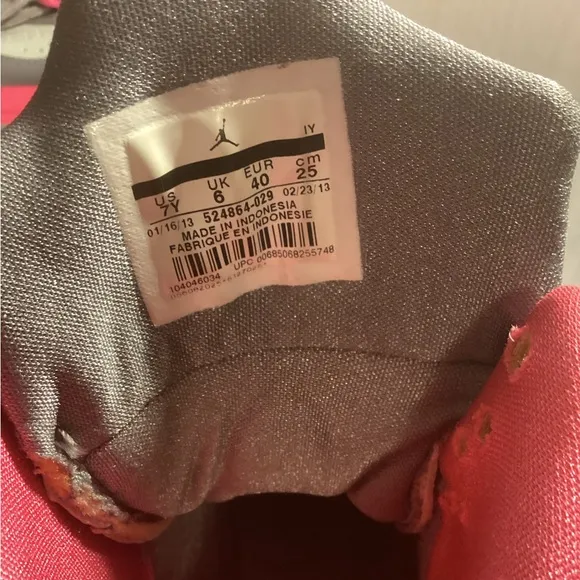 IY
US UK EUR cm
7Y 6 40 25
01/16/13 524864-029 02/23/13
MADE IN INDONESIA
FABRIQUE EN INDONESIE
104046034 UPC 00685068255748